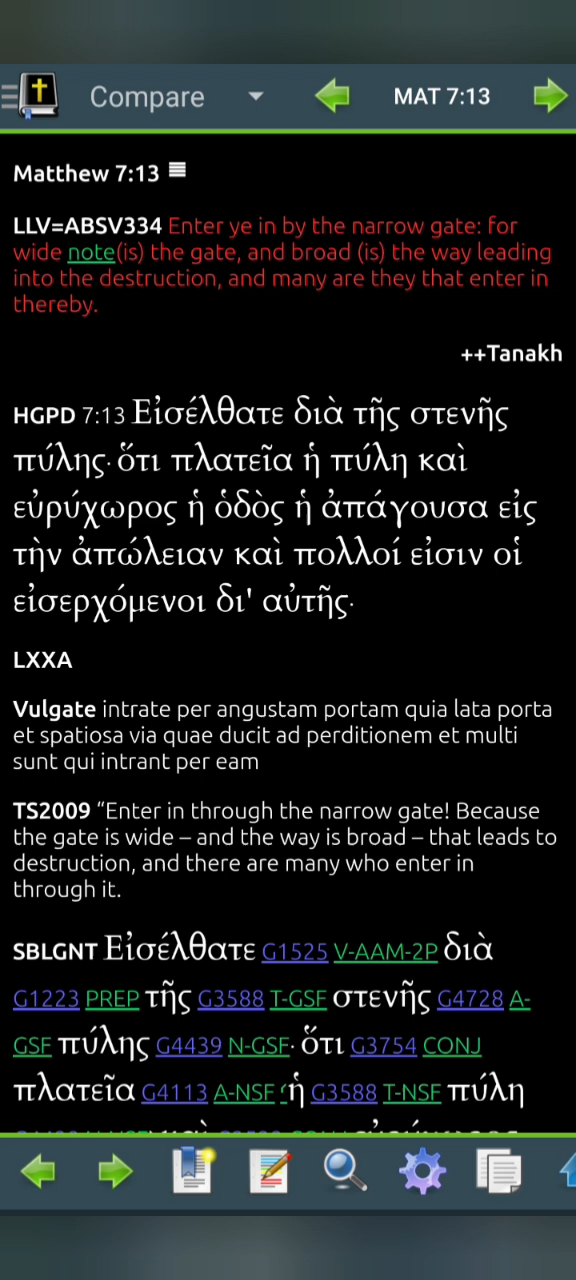 Compare
MAT 7:13
Matthew 7:13
LLV=ABSV334 Enter ye in by the narrow gate: for
wide note(is) the gate, and broad (is) the way leading
into the destruction, and many are they that enter in
thereby.
++Tanakh
HGPD 7:13 Εἰσέλθατε διὰ τῆς στενῆς
πύλης· ὅτι πλατεῖα ἡ πύλη καὶ
εὐρύχωρος ἡ ὁδὸς ἡ ἀπάγουσα εἰς
τὴν ἀπώλειαν καὶ πολλοί εἰσιν οἱ
εἰσερχόμενοι δι' αὐτῆς·
LXXA
Vulgate intrate per angustam portam quia lata porta
et spatiosa via quae ducit ad perditionem et multi
sunt qui intrant per eam
TS2009 “Enter in through the narrow gate! Because
the gate is wide – and the way is broad – that leads to
destruction, and there are many who enter in
through it.
SBLGNT Εἰσέλθατε G1525 V-AAM-2P διὰ
G1223 PREP τῆς G3588 T-GSF στενῆς G4728 A-
GSF πύλης G4439 N-GSF· ὅτι G3754 CONJ
πλατεῖα G4113 A-NSF ⸂ἡ G3588 T-NSF πύλη